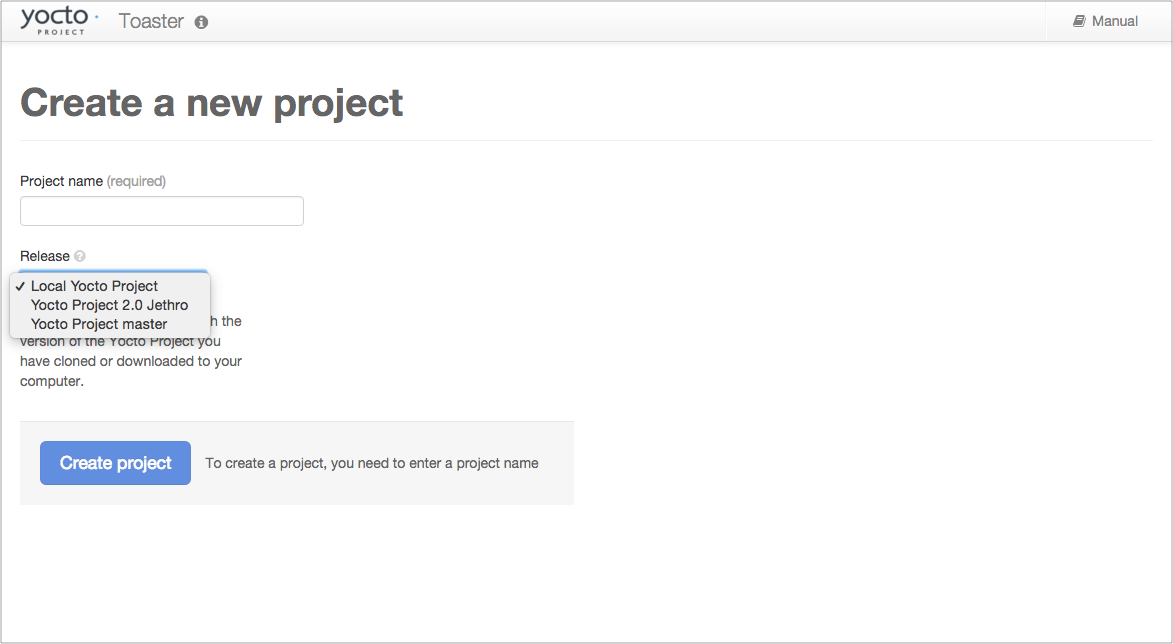 yocto
PROJECT
Toaster
Manual
Create a new project
Project name (required)
Release
✓ Local Yocto Project
Yocto Project 2.0 Jethro
Yocto Project master
h the
version of the Yocto Project you
have cloned or downloaded to your
computer.
Create project
To create a project, you need to enter a project name